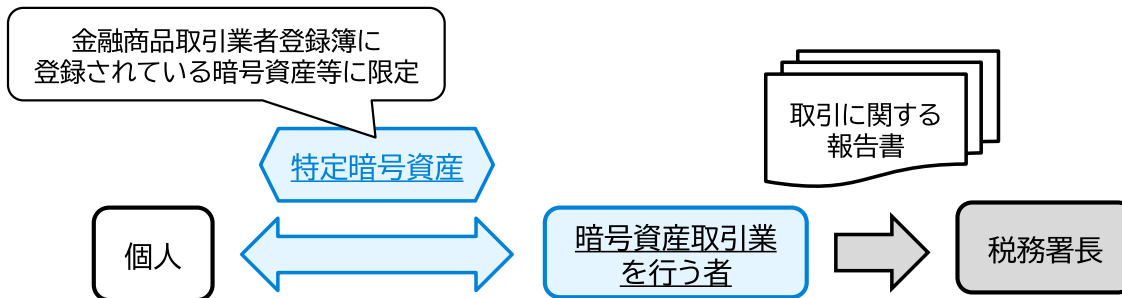 金融商品取引業者登録簿に
登録されている暗号資産等に限定
取引に関する
報告書
特定暗号資産
個人
暗号資産取引業
を行う者
税務署長